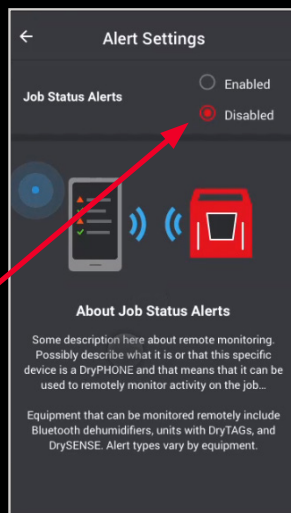 Alert Settings
Enabled
Job Status Alerts
Disabled
About Job Status Alerts
Some description here about remote monitoring.
Possibly describe what it is or that this specific
device is a DryPHONE and that means that it can be
used to remotely monitor activity on the job...
Equipment that can be monitored remotely include
Bluetooth dehumidifiers, units with DryTAGs, and
DrySENSE. Alert types vary by equipment.